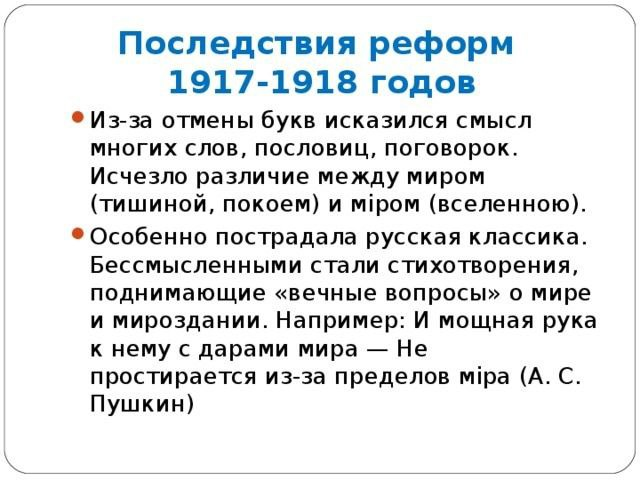 Последствия реформ
1917-1918 годов
Из-за отмены букв исказился смысл
многих слов, пословиц, поговорок.
Исчезло различие между миром
(тишиной, покоем) и мiром (вселенною).
Особенно пострадала русская классика.
Бессмысленными стали стихотворения,
поднимающие «вечные вопросы» о мире
и мироздании. Например: И мощная рука
к нему с дарами мира — Не
простирается из-за пределов мiра (А. С.
Пушкин)